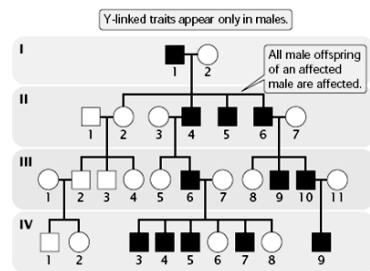 Y-linked traits appear only in males.
I
1 2
All male offspring
of an affected
male are affected.
II
1 2 3 4 5 6 7
III
1 2 3 4 5 6 7 8 9 10 11
IV
1 2 3 4 5 6 7 8 9